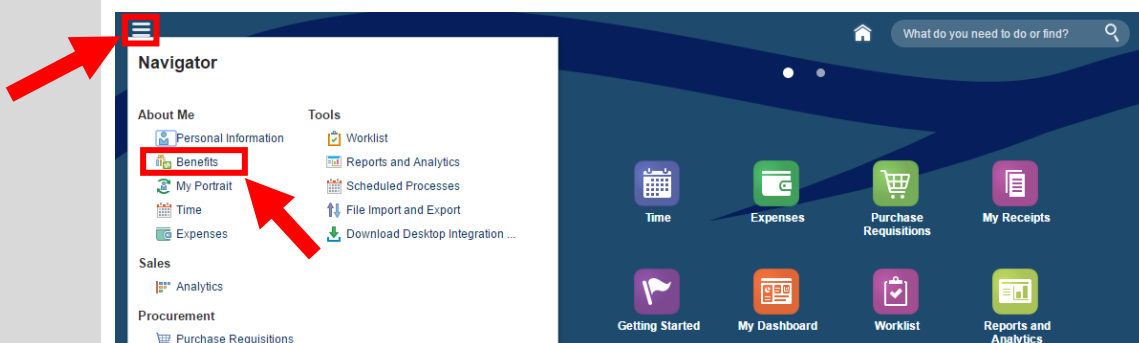 What do you need to do or find?
Navigator
About Me
Personal Information
Benefits
My Portrait
Time
Expenses
Sales
Analytics
Procurement
Purchase Requisitions
Tools
Worklist
Reports and Analytics
Scheduled Processes
File Import and Export
Download Desktop Integration ...
Time
Expenses
Purchase
Requisitions
My Receipts
Getting Started
My Dashboard
Worklist
Reports and
Analytics